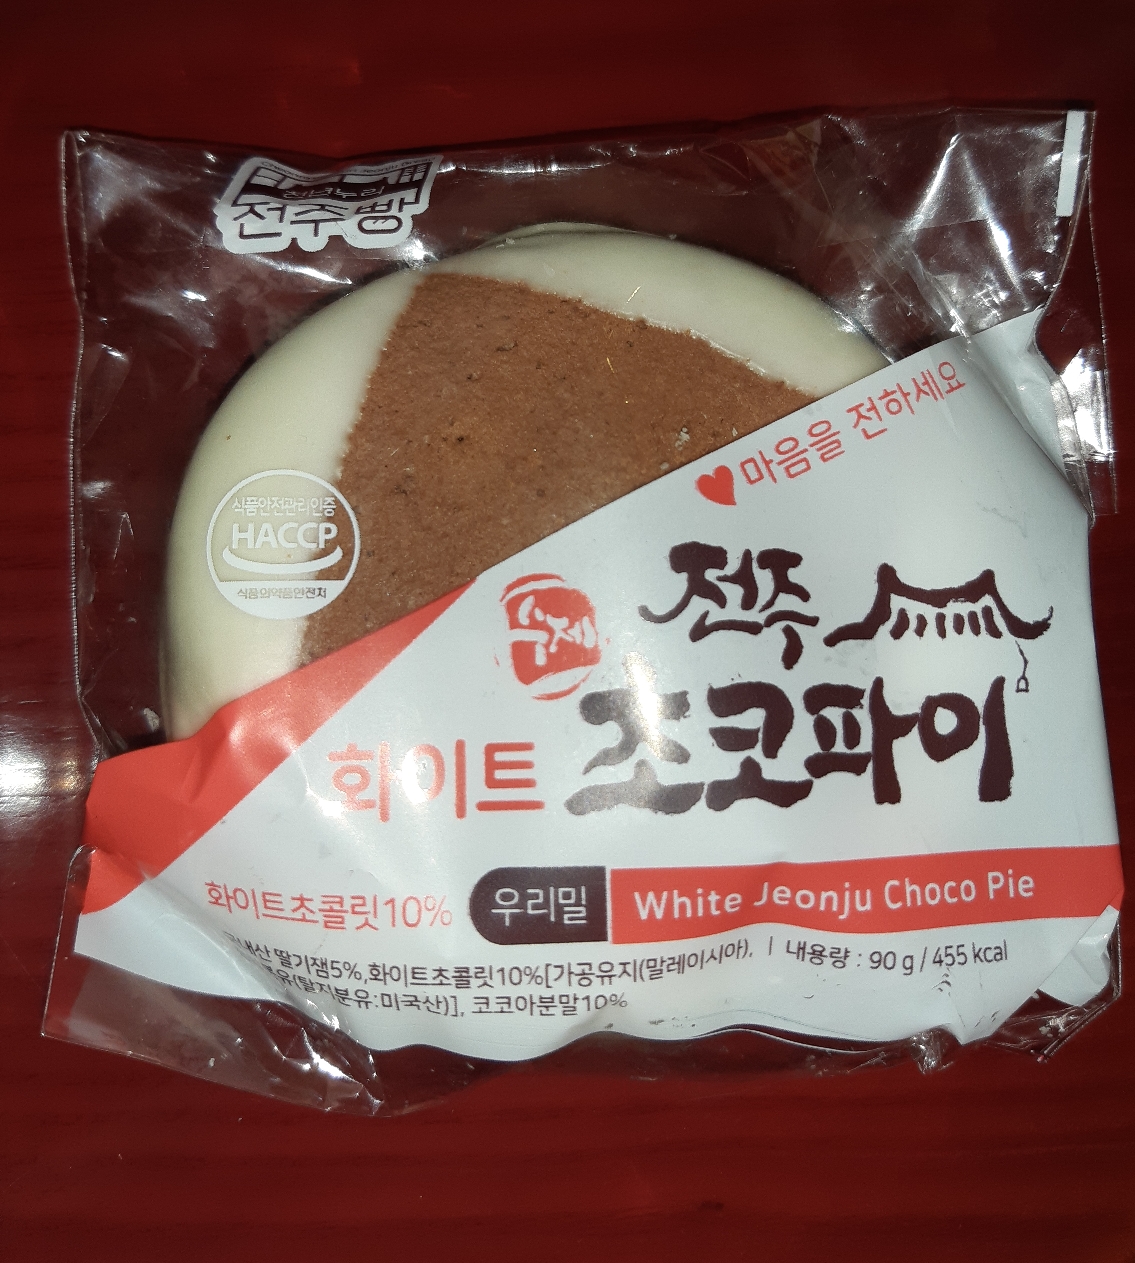 천년누리
전주빵
식품안전관리인증
HACCP
식품의약품안전처
마음을 전하세요
수제
전주
화이트 초코파이
화이트초콜릿10% 우리밀 White Jeonju Choco Pie
딸기잼5%,화이트초콜릿10%[가공유지(말레이시아), | 내용량 : 90 g / 455 kcal
(탈지분유:미국산)], 코코아분말10%